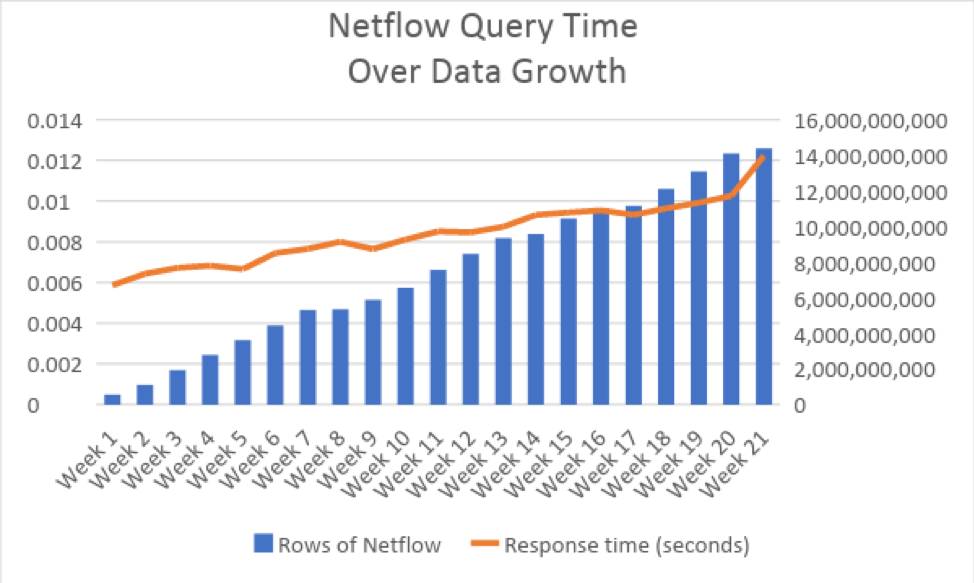 Netflow Query Time
Over Data Growth
0.014
0.012
0.01
0.008
0.006
0.004
0.002
0
16,000,000,000
14,000,000,000
12,000,000,000
10,000,000,000
8,000,000,000
6,000,000,000
4,000,000,000
2,000,000,000
0
Week 1
Week 2
Week 3
Week 4
Week 5
Week 6
Week 7
Week 8
Week 9
Week 10
Week 11
Week 12
Week 13
Week 14
Week 15
Week 16
Week 17
Week 18
Week 19
Week 20
Week 21
Rows of Netflow
Response time (seconds)